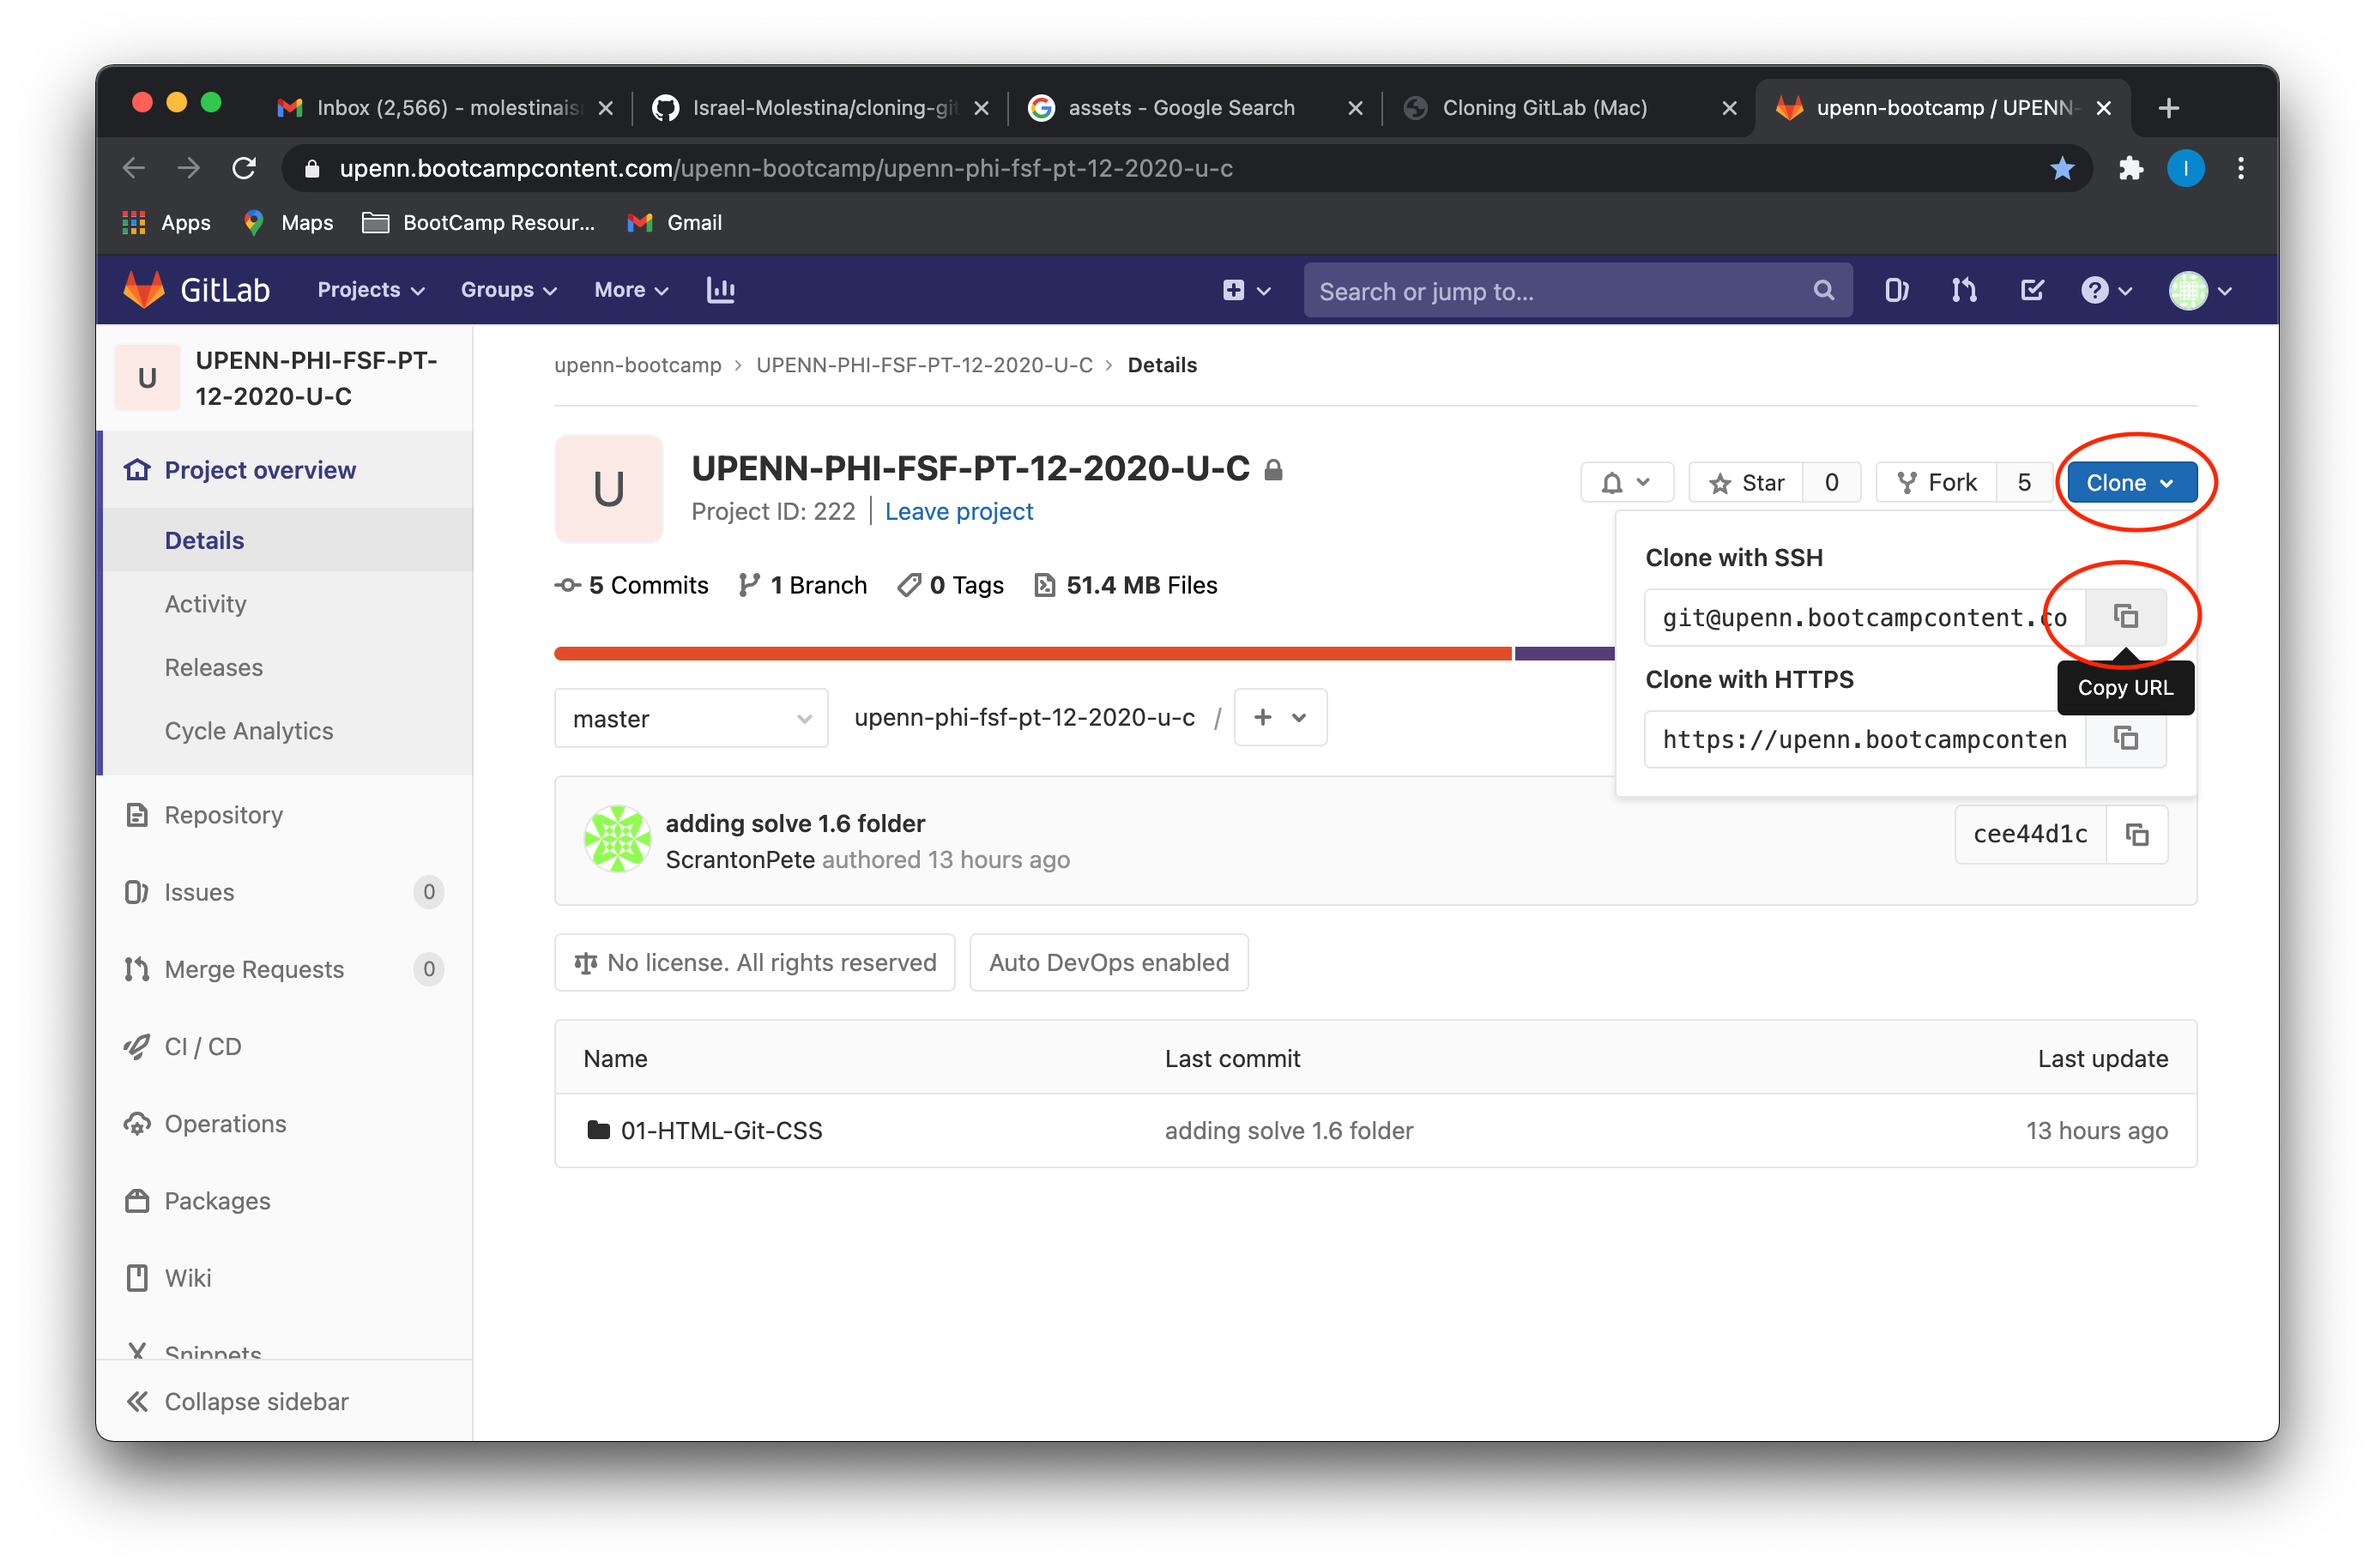 Inbox (2,566) - molestinais
Israel-Molestina/cloning-git
assets - Google Search
Cloning GitLab (Mac)
upenn-bootcamp / UPENN-
upenn.bootcampcontent.com/upenn-bootcamp/upenn-phi-fsf-pt-12-2020-u-c
I
Apps
Maps
BootCamp Resour...
Gmail
GitLab
Projects
Groups
More
Search or jump to...
U
UPENN-PHI-FSF-PT-
12-2020-U-C
Project overview
Details
Activity
Releases
Cycle Analytics
Repository
Issues 0
Merge Requests 0
CI / CD
Operations
Packages
Wiki
Snippets
Collapse sidebar
upenn-bootcamp > UPENN-PHI-FSF-PT-12-2020-U-C > Details
U
UPENN-PHI-FSF-PT-12-2020-U-C
Project ID: 222 | Leave project
Star 0
Fork 5
Clone
5 Commits 1 Branch 0 Tags 51.4 MB Files
Clone with SSH
git@upenn.bootcampcontent.co
Copy URL
Clone with HTTPS
https://upenn.bootcampconten
master
upenn-phi-fsf-pt-12-2020-u-c / +
adding solve 1.6 folder
ScrantonPete authored 13 hours ago
cee44d1c
No license. All rights reserved
Auto DevOps enabled
Name Last commit Last update
01-HTML-Git-CSS adding solve 1.6 folder 13 hours ago